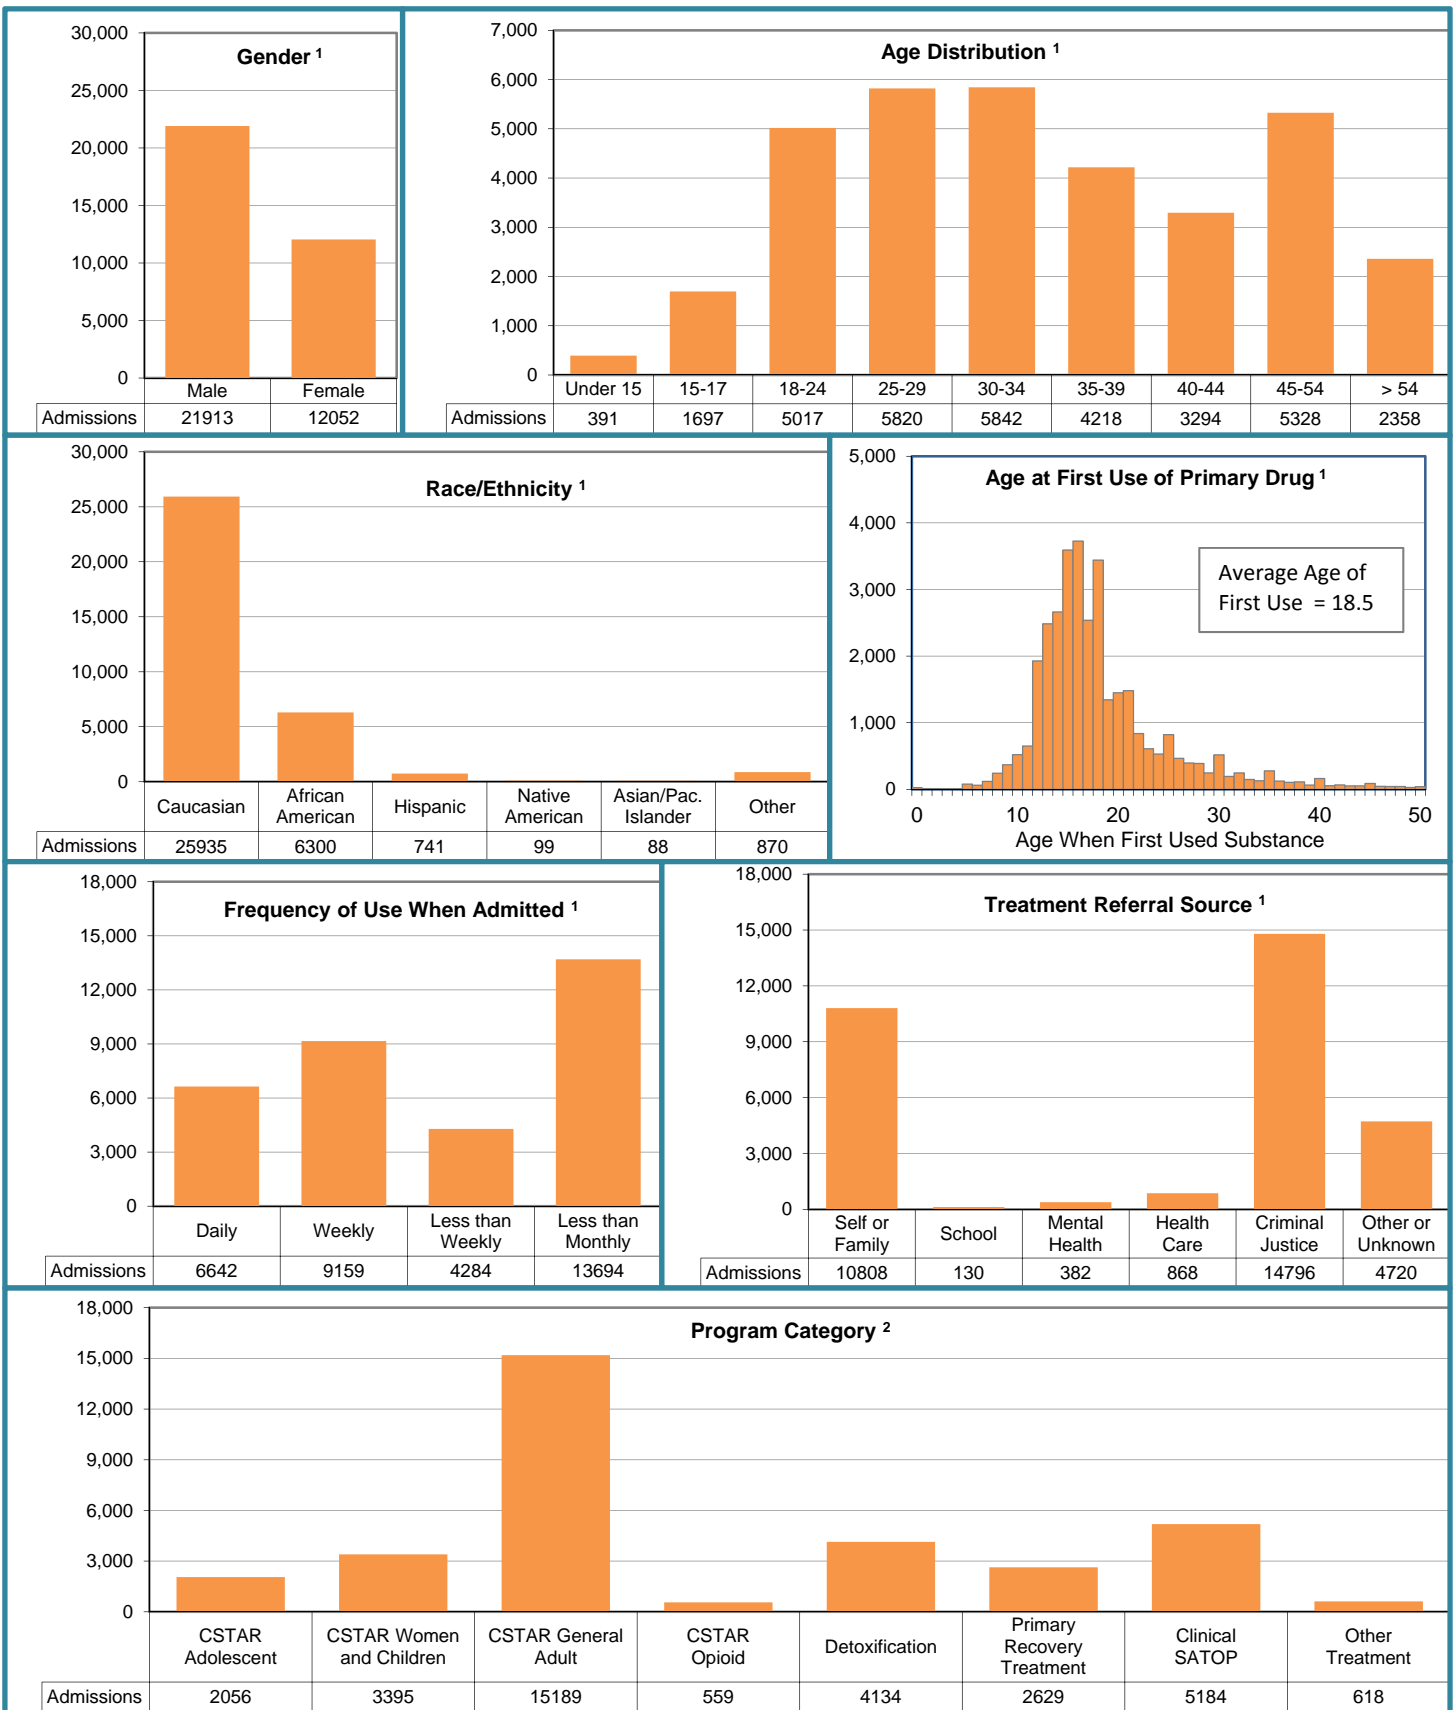 Gender ¹
30,000
25,000
20,000
15,000
10,000
5,000
0
Male Female
Admissions 21913 12052
Age Distribution ¹
7,000
6,000
5,000
4,000
3,000
2,000
1,000
0
Under 15 15-17 18-24 25-29 30-34 35-39 40-44 45-54 > 54
Admissions 391 1697 5017 5820 5842 4218 3294 5328 2358
Race/Ethnicity ¹
30,000
25,000
20,000
15,000
10,000
5,000
0
Caucasian African American Hispanic Native American Asian/Pac. Islander Other
Admissions 25935 6300 741 99 88 870
Age at First Use of Primary Drug ¹
5,000
4,000
3,000
2,000
1,000
0
Average Age of
First Use = 18.5
0 10 20 30 40 50
Age When First Used Substance
Frequency of Use When Admitted ¹
18,000
15,000
12,000
9,000
6,000
3,000
0
Daily Weekly Less than Weekly Less than Monthly
Admissions 6642 9159 4284 13694
Treatment Referral Source ¹
18,000
15,000
12,000
9,000
6,000
3,000
0
Self or Family School Mental Health Health Care Criminal Justice Other or Unknown
Admissions 10808 130 382 868 14796 4720
Program Category ²
18,000
15,000
12,000
9,000
6,000
3,000
0
CSTAR Adolescent CSTAR Women and Children CSTAR General Adult CSTAR Opioid Detoxification Primary Recovery Treatment Clinical SATOP Other Treatment
Admissions 2056 3395 15189 559 4134 2629 5184 618